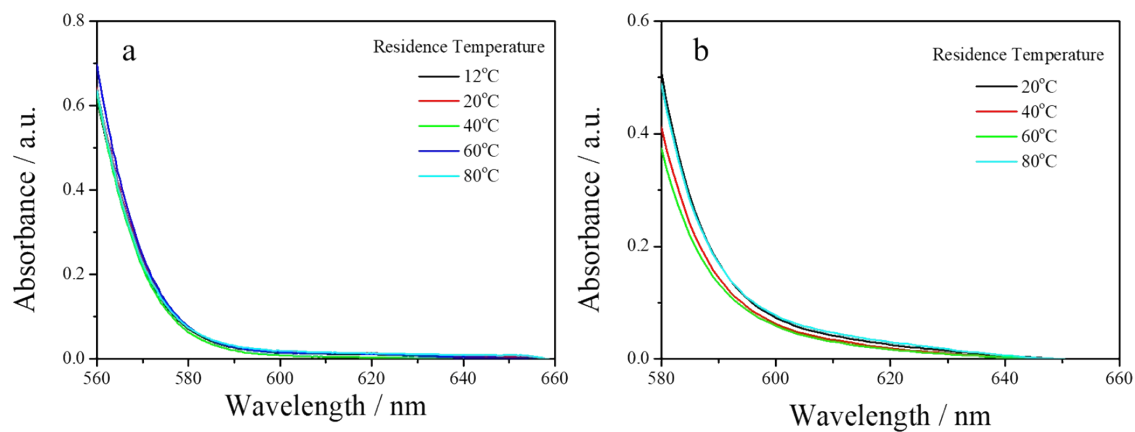 a
Residence Temperature
12°C
20°C
40°C
60°C
80°C
0.8
0.6
0.4
0.2
0.0
560
580
600
620
640
660
Absorbance / a.u.
Wavelength / nm
b
Residence Temperature
20°C
40°C
60°C
80°C
0.6
0.4
0.2
0.0
580
600
620
640
660
Absorbance / a.u.
Wavelength / nm